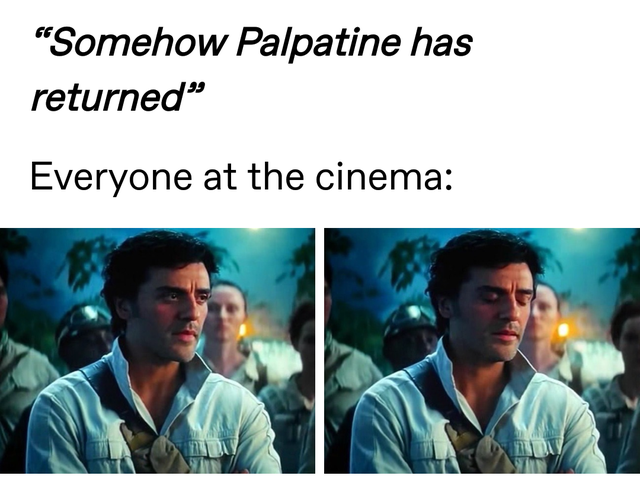 “Somehow Palpatine has
returned”
Everyone at the cinema: